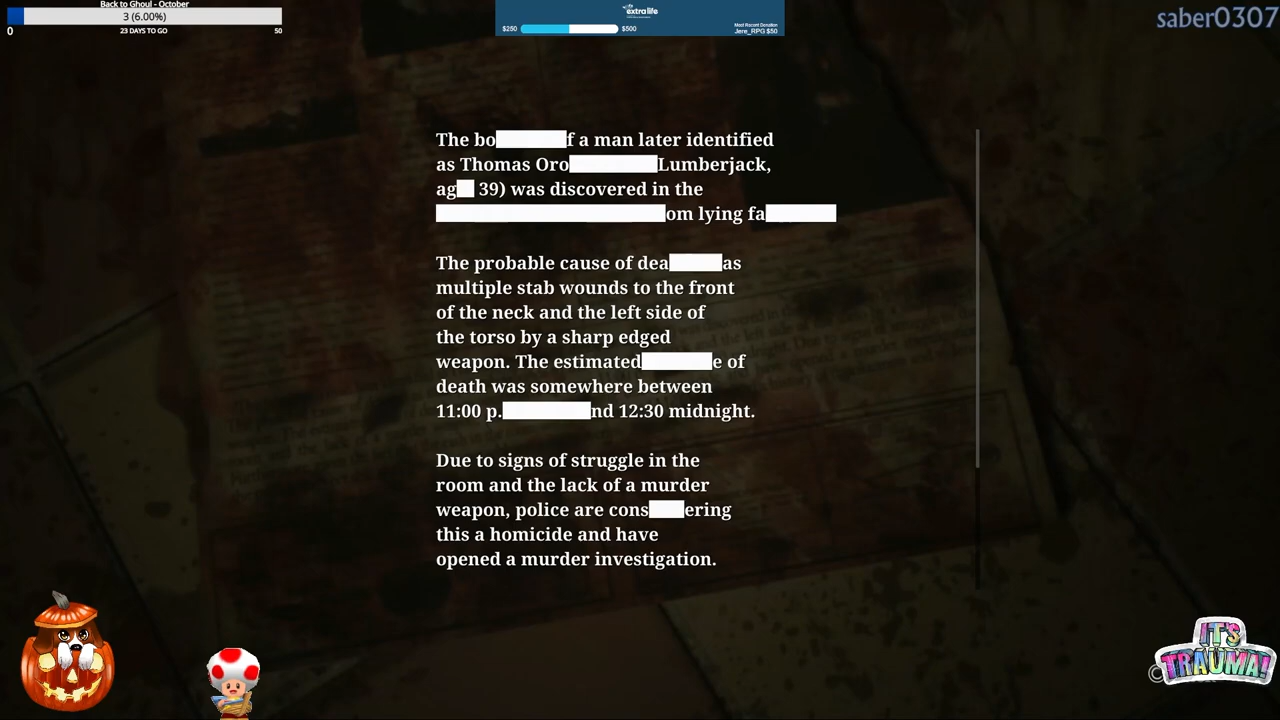 Back to Ghoul - October
3 (6.00%)
0 23 DAYS TO GO 50
extra life
$250 $500
Most Recent Donation
Jere_RPG $50
saber0307
The bo f a man later identified
as Thomas Oro Lumberjack,
ag 39) was discovered in the
om lying fa
The probable cause of dea as
multiple stab wounds to the front
of the neck and the left side of
the torso by a sharp edged
weapon. The estimated e of
death was somewhere between
11:00 p. nd 12:30 midnight.
Due to signs of struggle in the
room and the lack of a murder
weapon, police are cons ering
this a homicide and have
opened a murder investigation.
IT'S
TRAUMA!
©